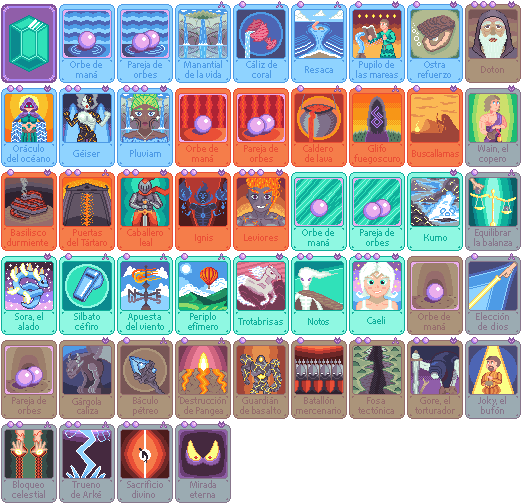 Orbe de
maná
Pareja de
orbes
Manantial
de la vida
Cáliz de
coral
Resaca
Pupilo de
las mareas
Ostra
refuerzo
Doton
Oráculo
del océano
Géiser
Pluviam
Orbe de
maná
Pareja de
orbes
Caldero
de lava
Glifo
fueguscuro
Buscallamas
Wain, el
copero
Basilisco
durmiente
Puertas
del Tártaro
Caballero
leal
Ignis
Leviores
Orbe de
maná
Pareja de
orbes
Kumo
Equilibrar
la balanza
Sora, el
alado
Silbato
céfiro
Apuesta
del viento
Periplo
efímero
Trotabrisas
Notos
Caeli
Orbe de
maná
Elección
de dios
Pareja de
orbes
Gárgola
caliza
Báculo
pétreo
Destrucción
de Pangea
Guardián
de basalto
Batallón
mercenario
Fosa
tectónica
Gore, el
torturador
Joky, el
bufón
Bloqueo
celestial
Trueno
de Arké
Sacrificio
divino
Mirada
eterna